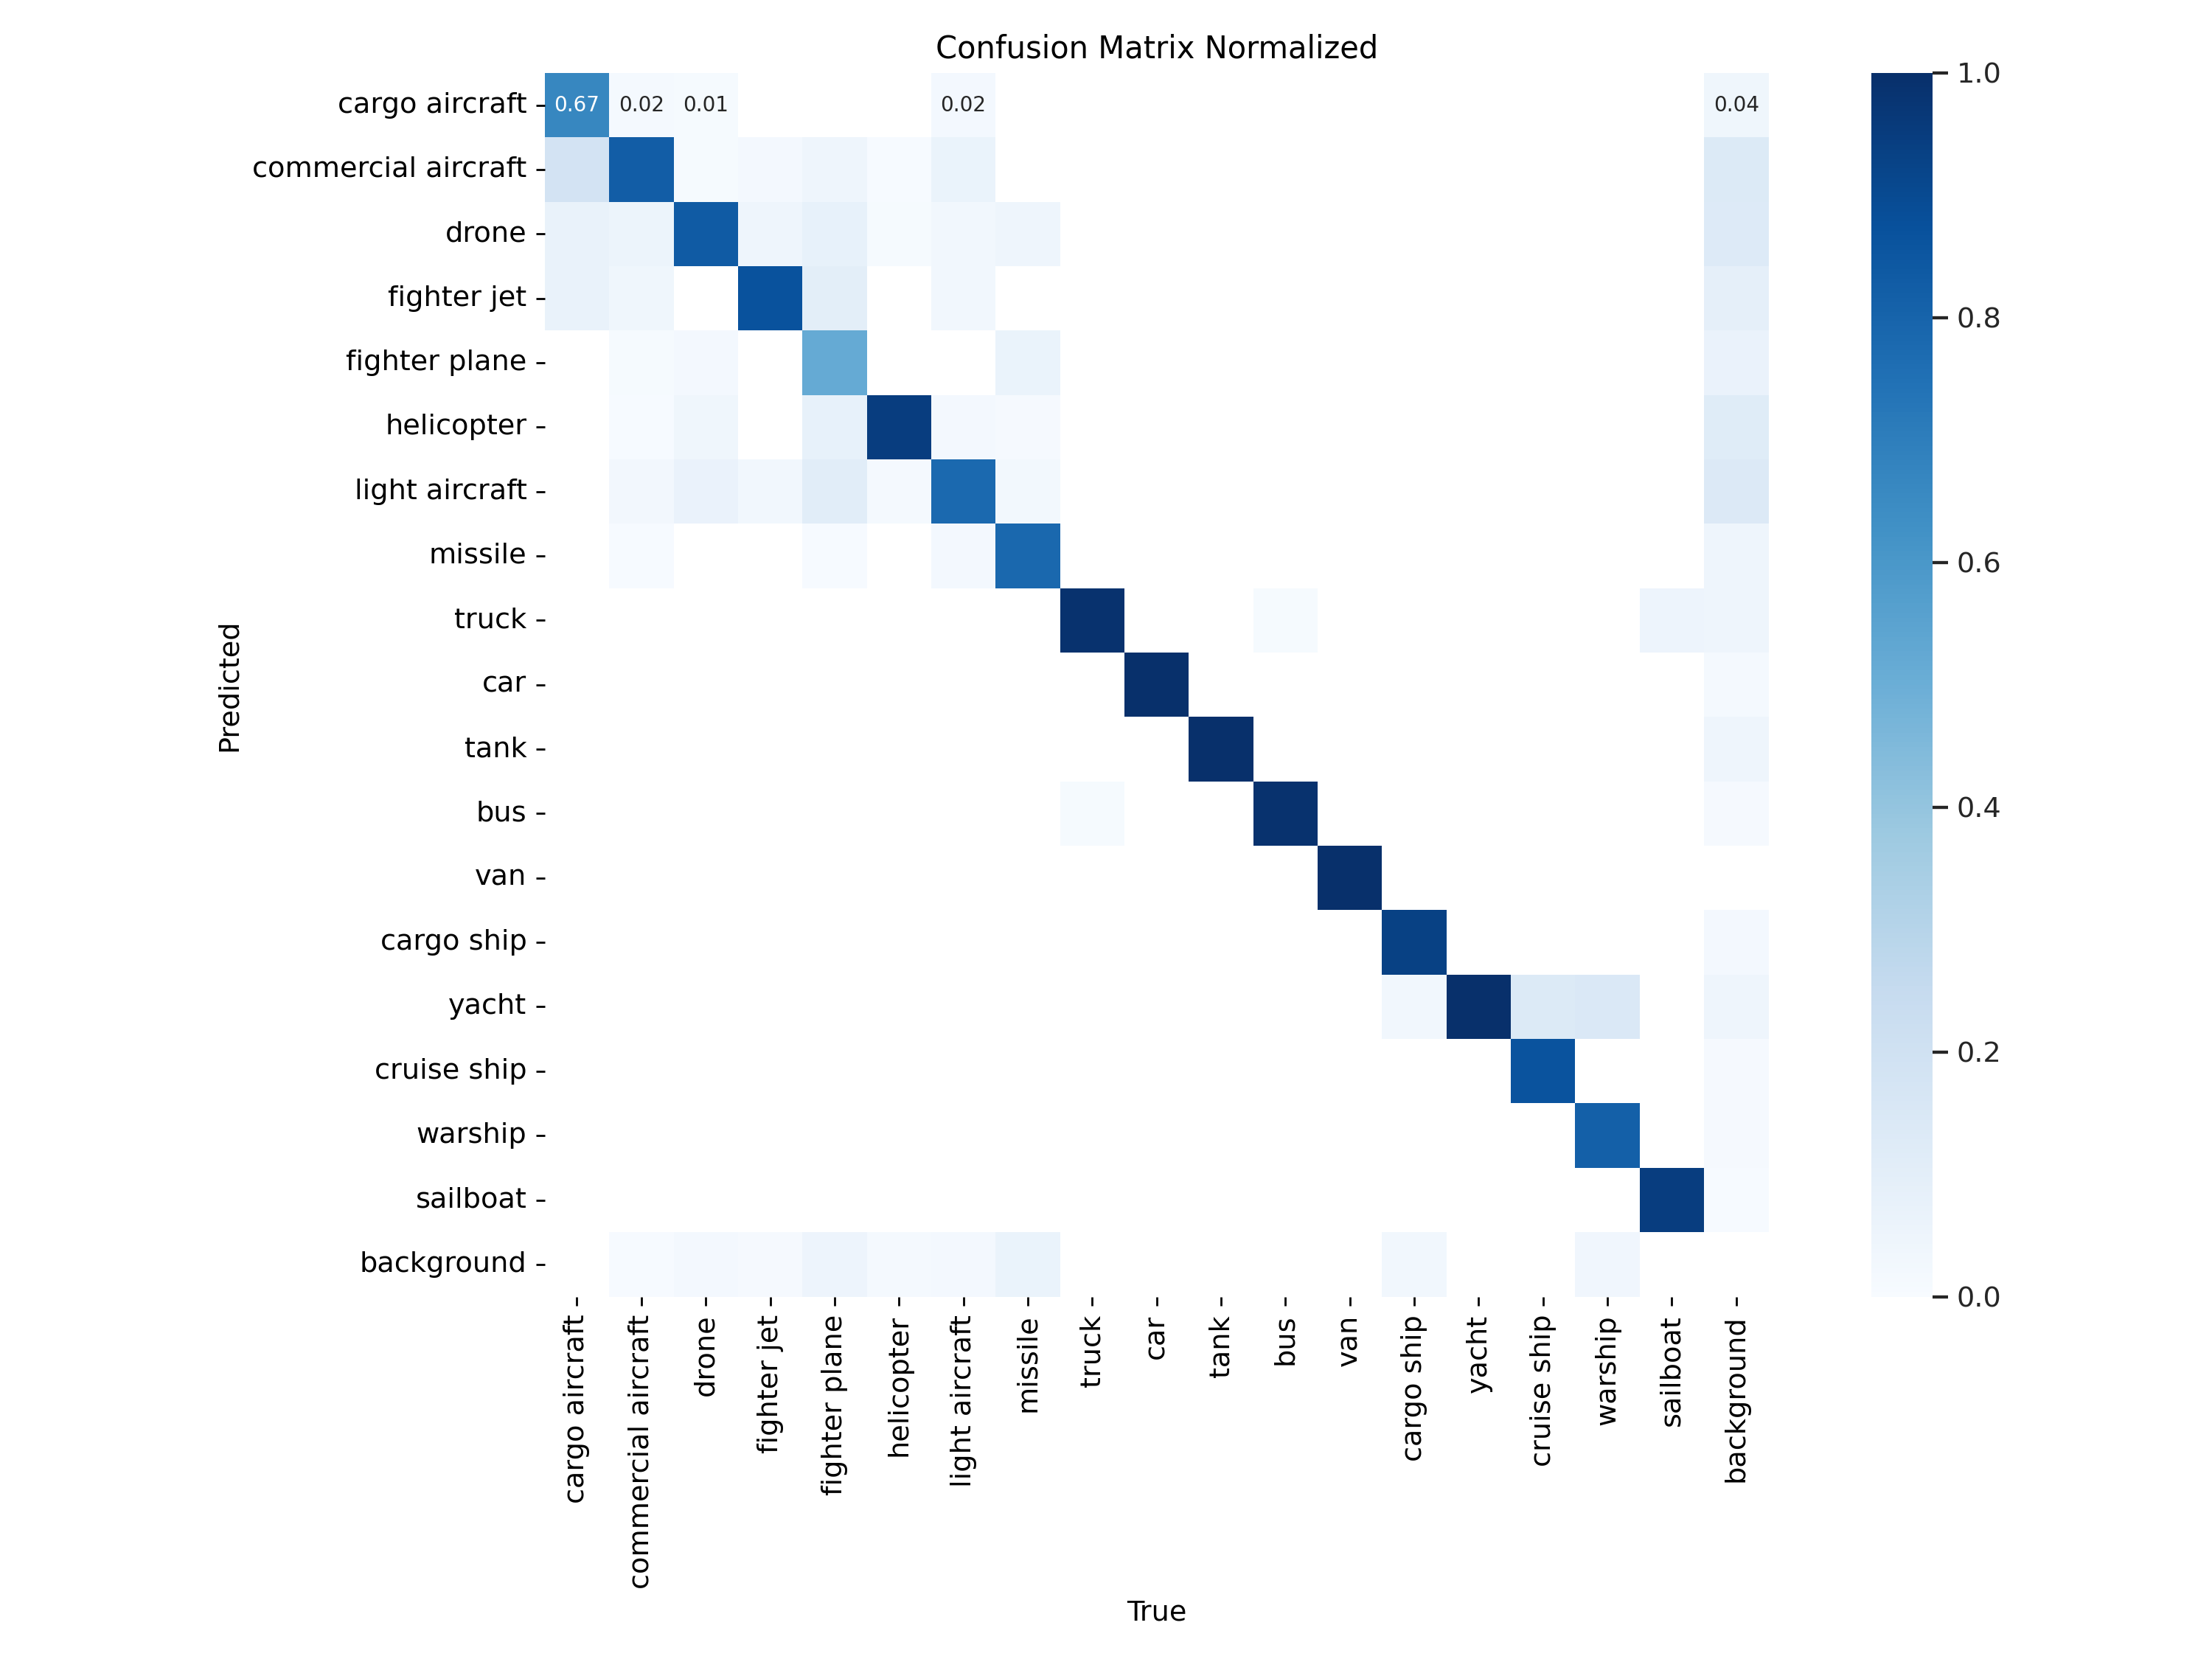 Confusion Matrix Normalized
cargo aircraft
0.67 0.02 0.01 0.02 0.04
commercial aircraft
drone
fighter jet
fighter plane
helicopter
light aircraft
missile
truck
car
tank
bus
van
cargo ship
yacht
cruise ship
warship
sailboat
background
Predicted
cargo aircraft
commercial aircraft
drone
fighter jet
fighter plane
helicopter
light aircraft
missile
truck
car
tank
bus
van
cargo ship
yacht
cruise ship
warship
sailboat
background
True
1.0
0.8
0.6
0.4
0.2
0.0